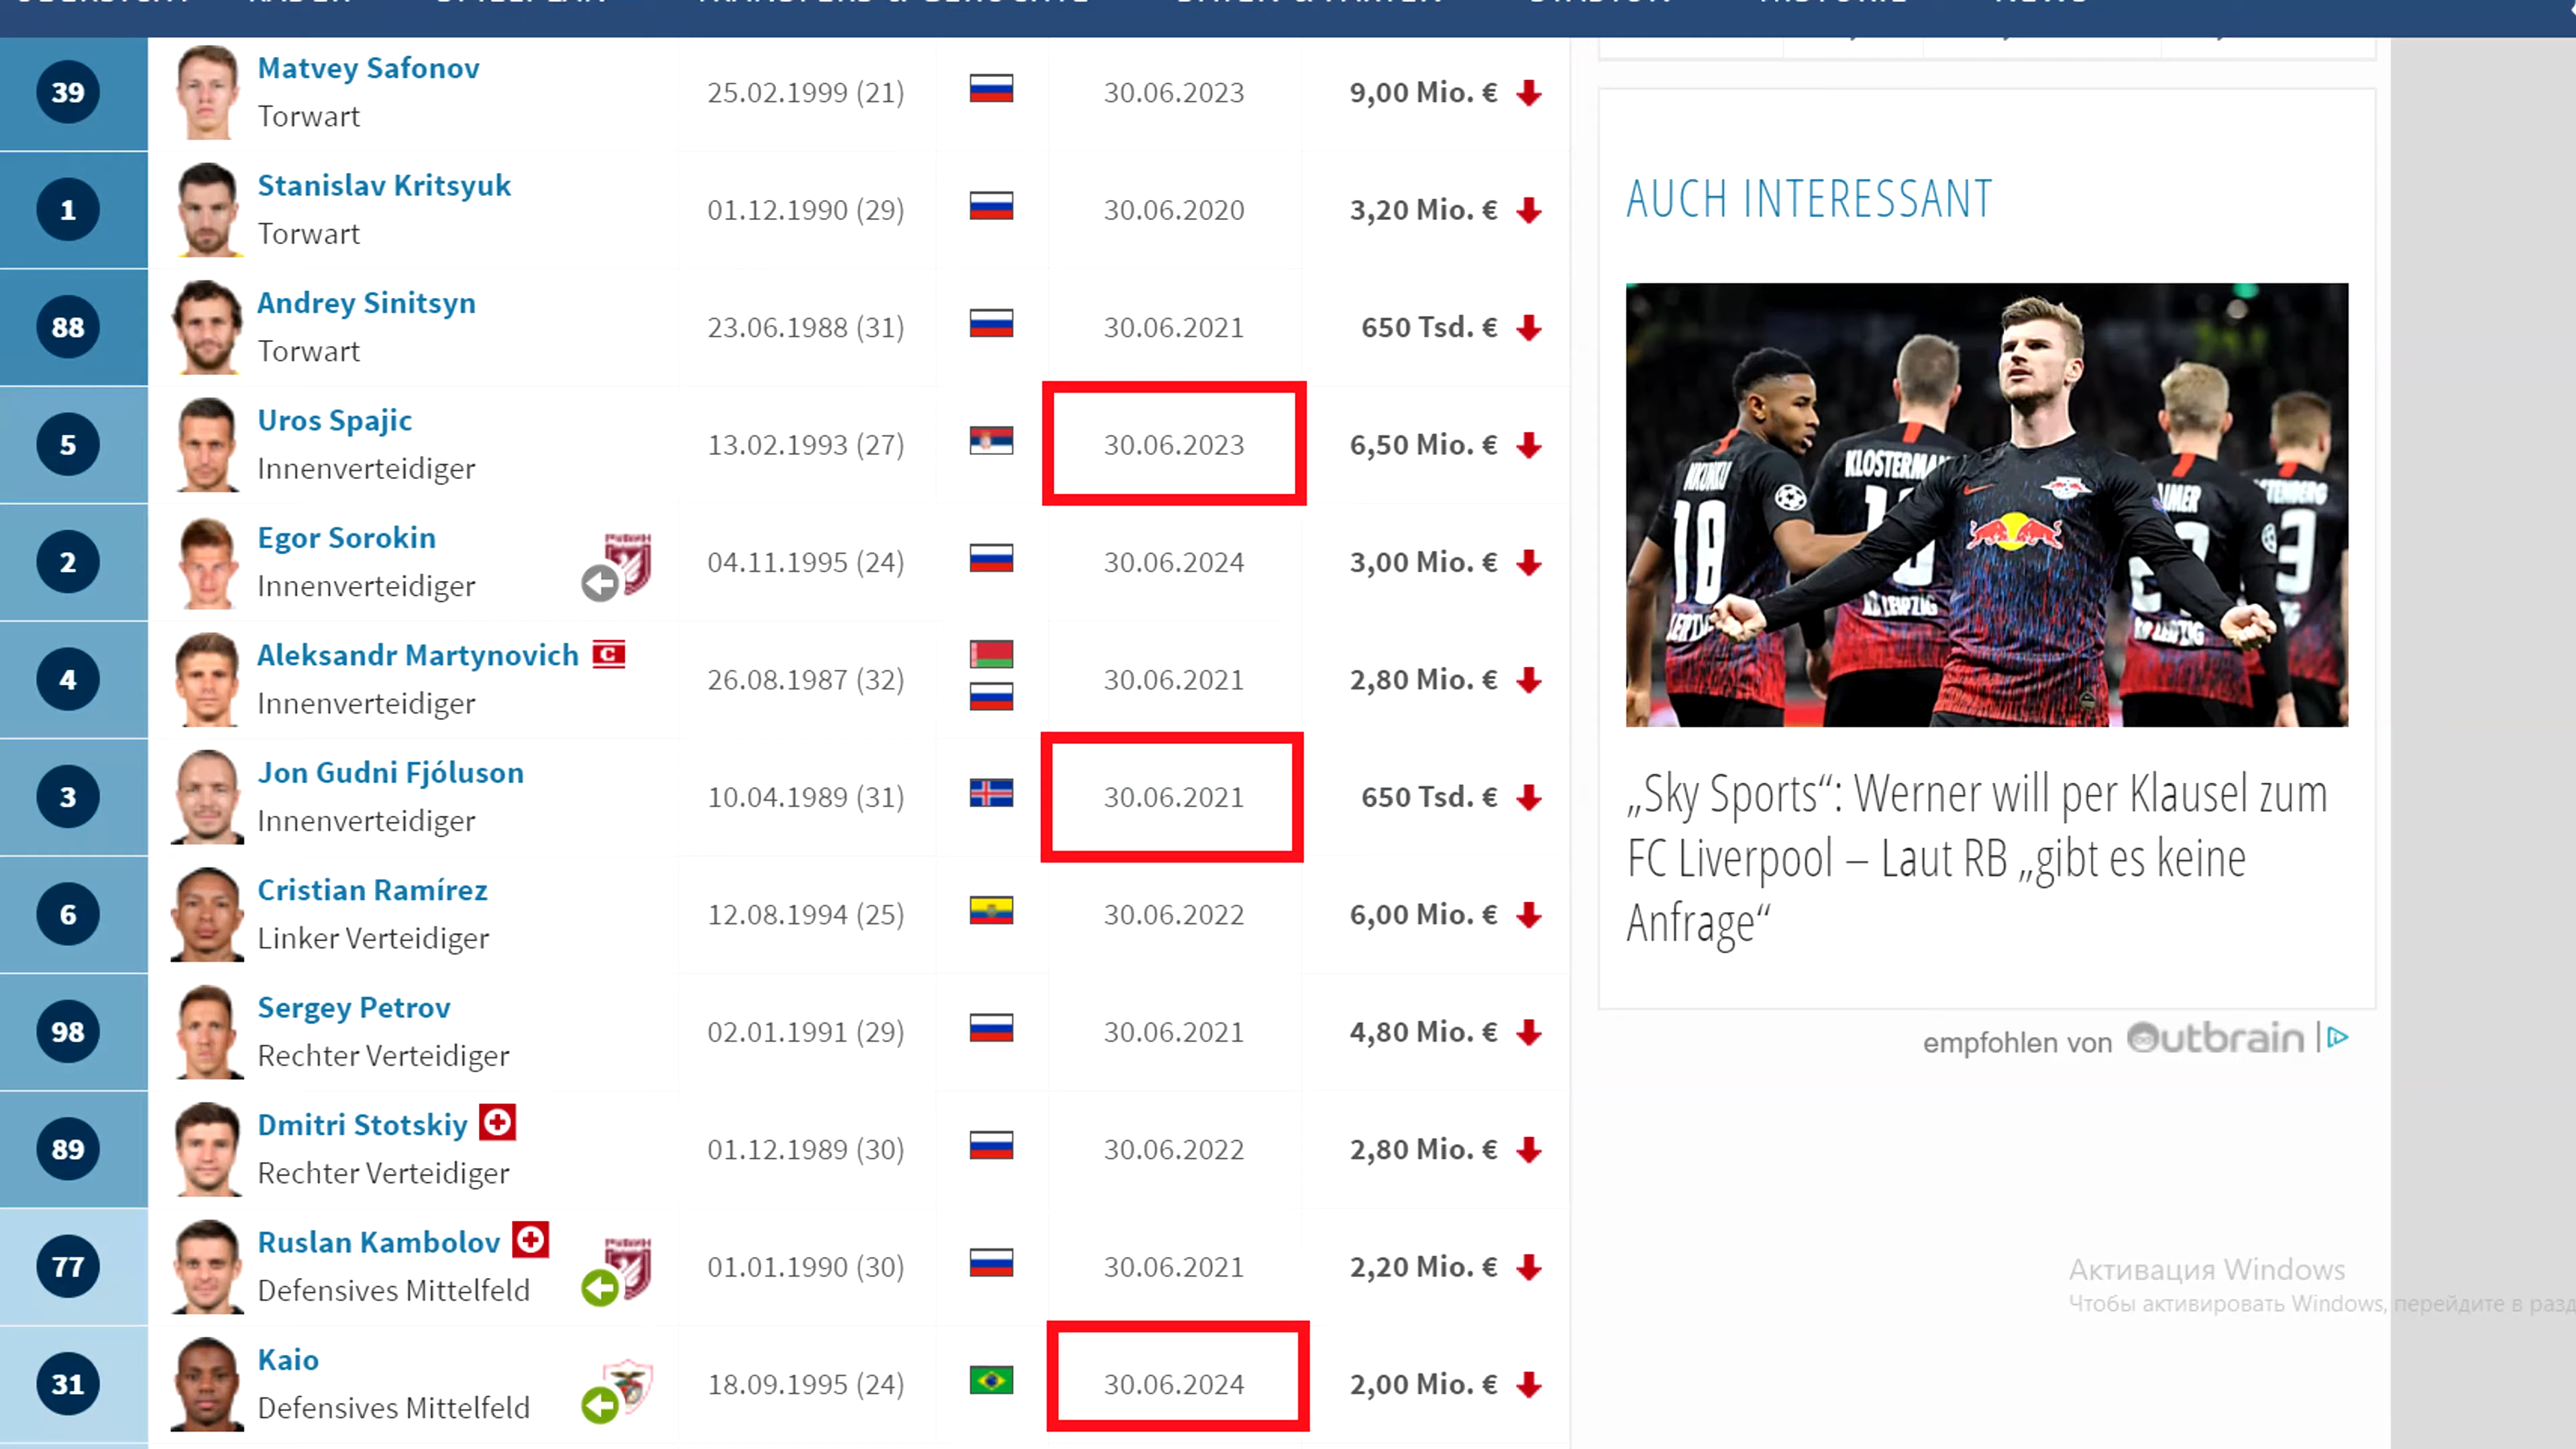 39
Matvey Safonov
Torwart
25.02.1999 (21)
30.06.2023
9,00 Mio. €
1
Stanislav Kritsyuk
Torwart
01.12.1990 (29)
30.06.2020
3,20 Mio. €
88
Andrey Sinitsyn
Torwart
23.06.1988 (31)
30.06.2021
650 Tsd. €
5
Uros Spajic
Innenverteidiger
13.02.1993 (27)
30.06.2023
6,50 Mio. €
2
Egor Sorokin
Innenverteidiger
04.11.1995 (24)
30.06.2024
3,00 Mio. €
4
Aleksandr Martynovich C
Innenverteidiger
26.08.1987 (32)
30.06.2021
2,80 Mio. €
3
Jon Gudni Fjóluson
Innenverteidiger
10.04.1989 (31)
30.06.2021
650 Tsd. €
6
Cristian Ramírez
Linker Verteidiger
12.08.1994 (25)
30.06.2022
6,00 Mio. €
98
Sergey Petrov
Rechter Verteidiger
02.01.1991 (29)
30.06.2021
4,80 Mio. €
89
Dmitri Stotskiy
Rechter Verteidiger
01.12.1989 (30)
30.06.2022
2,80 Mio. €
77
Ruslan Kambolov
Defensives Mittelfeld
01.01.1990 (30)
30.06.2021
2,20 Mio. €
31
Kaio
Defensives Mittelfeld
18.09.1995 (24)
30.06.2024
2,00 Mio. €
AUCH INTERESSANT
NKUNKU
18
KLOSTERMA
RB LEIPZIG
„Sky Sports“: Werner will per Klausel zum
FC Liverpool – Laut RB „gibt es keine
Anfrage“
empfohlen von Outbrain
Активация Windows
Чтобы активировать Windows, перейдите в разд